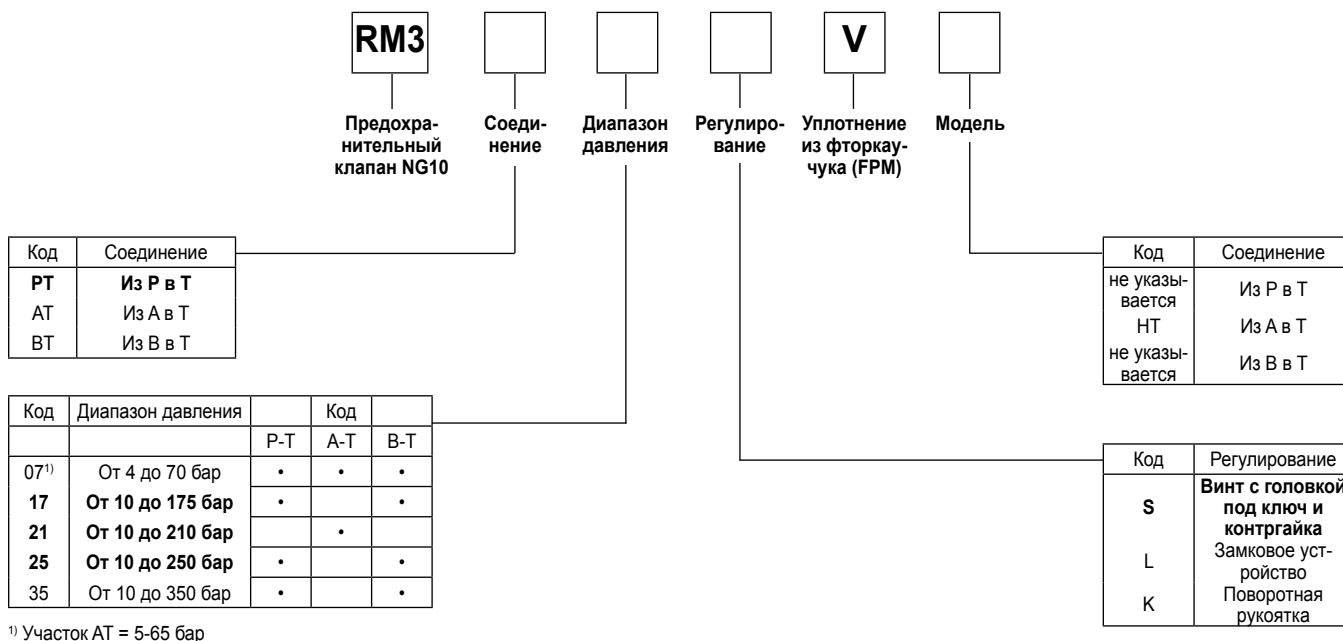 RM3 V
Предохра-
нительный
клапан NG10
Соеди-
нение
Диапазон
давления
Регулиро-
вание
Уплотнение
из фторкау-
чука (FPM)
Модель
Код Соединение
PT Из P в T
AT Из A в T
BT Из B в T
Код Диапазон давления Код
P-T A-T B-T
07¹⁾ От 4 до 70 бар • • •
17 От 10 до 175 бар • •
21 От 10 до 210 бар •
25 От 10 до 250 бар • •
35 От 10 до 350 бар • •
¹⁾ Участок AT = 5-65 бар
Код Соединение
не указы-
вается
Из P в T
HT Из A в T
не указы-
вается
Из B в T
Код Регулирование
S
Винт с головкой
под ключ и
контргайка
L
Замковое уст-
ройство
K
Поворотная
рукоятка